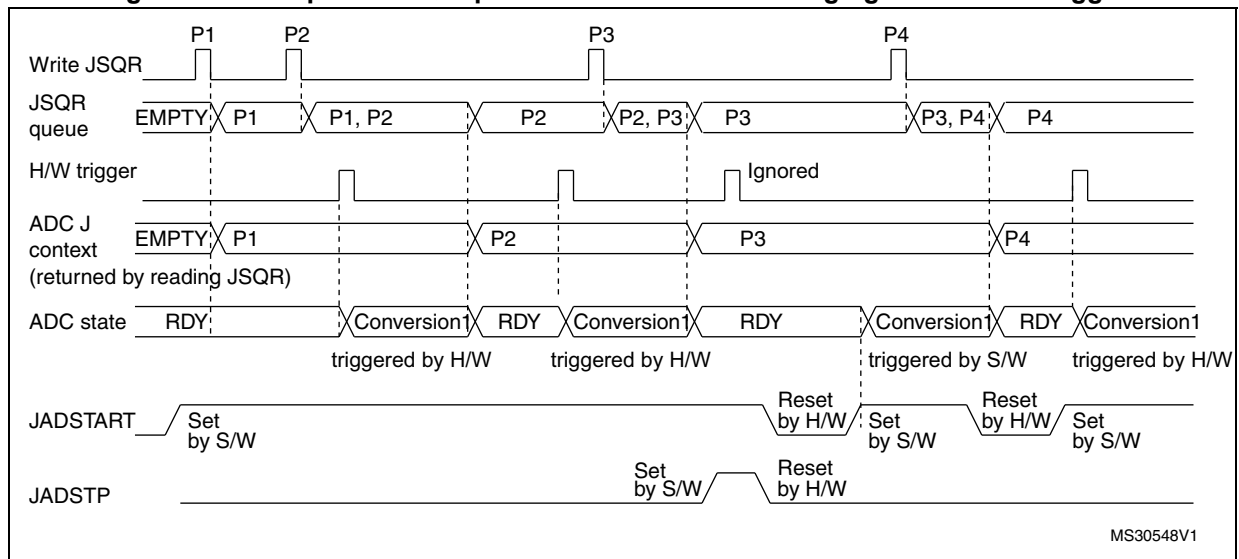 P1 P2 P3 P4
Write JSQR
JSQR
queue
EMPTY P1 P1, P2 P2 P2, P3 P3 P3, P4 P4
H/W trigger
Ignored
ADC J
context
(returned by reading JSQR)
EMPTY P1 P2 P3 P4
ADC state RDY Conversion1 RDY Conversion1 RDY Conversion1 RDY Conversion1
triggered by H/W triggered by H/W triggered by S/W triggered by H/W
JADSTART
Set
by S/W
Reset
by H/W
Set
by S/W
Reset
by H/W
Set
by S/W
JADSTP
Set
by S/W
Reset
by H/W
MS30548V1